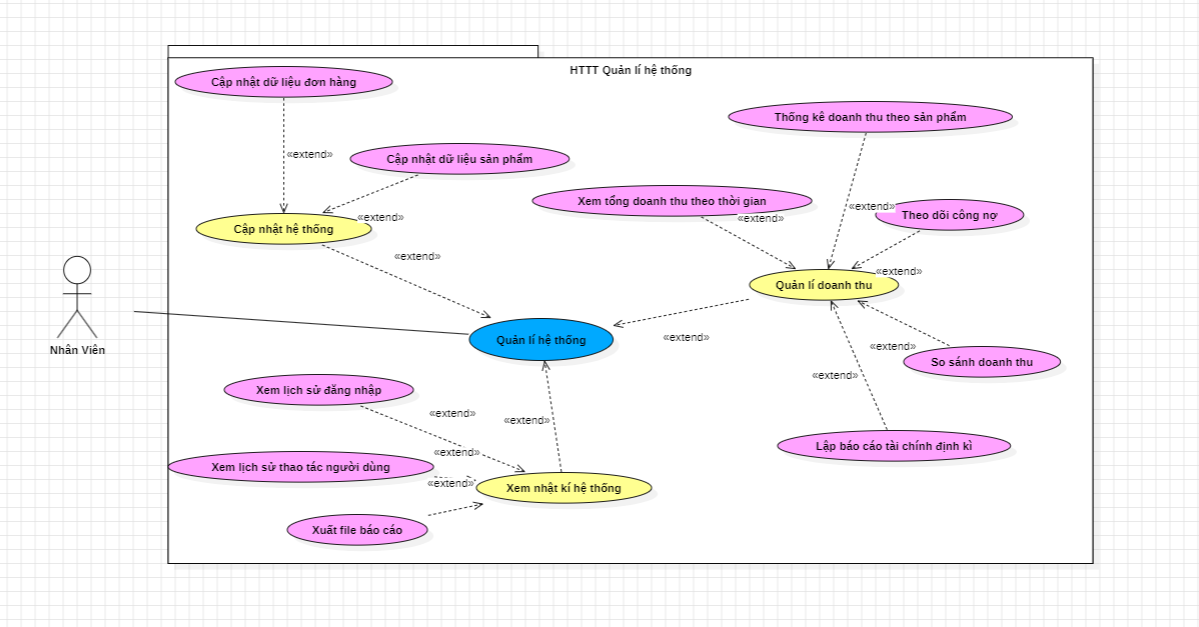 HTTT Quản lí hệ thống
Cập nhật dữ liệu đơn hàng
Thống kê doanh thu theo sản phẩm
«extend»
Cập nhật dữ liệu sản phẩm
Xem tổng doanh thu theo thời gian
«extend»
«extend»
«extend»
Theo dõi công nợ
Cập nhật hệ thống
«extend»
«extend»
Quản lí doanh thu
Quản lí hệ thống
«extend»
«extend»
Nhân Viên
So sánh doanh thu
«extend»
Xem lịch sử đăng nhập
«extend»
«extend»
Lập báo cáo tài chính định kì
«extend»
Xem lịch sử thao tác người dùng
«extend»
Xem nhật kí hệ thống
Xuất file báo cáo